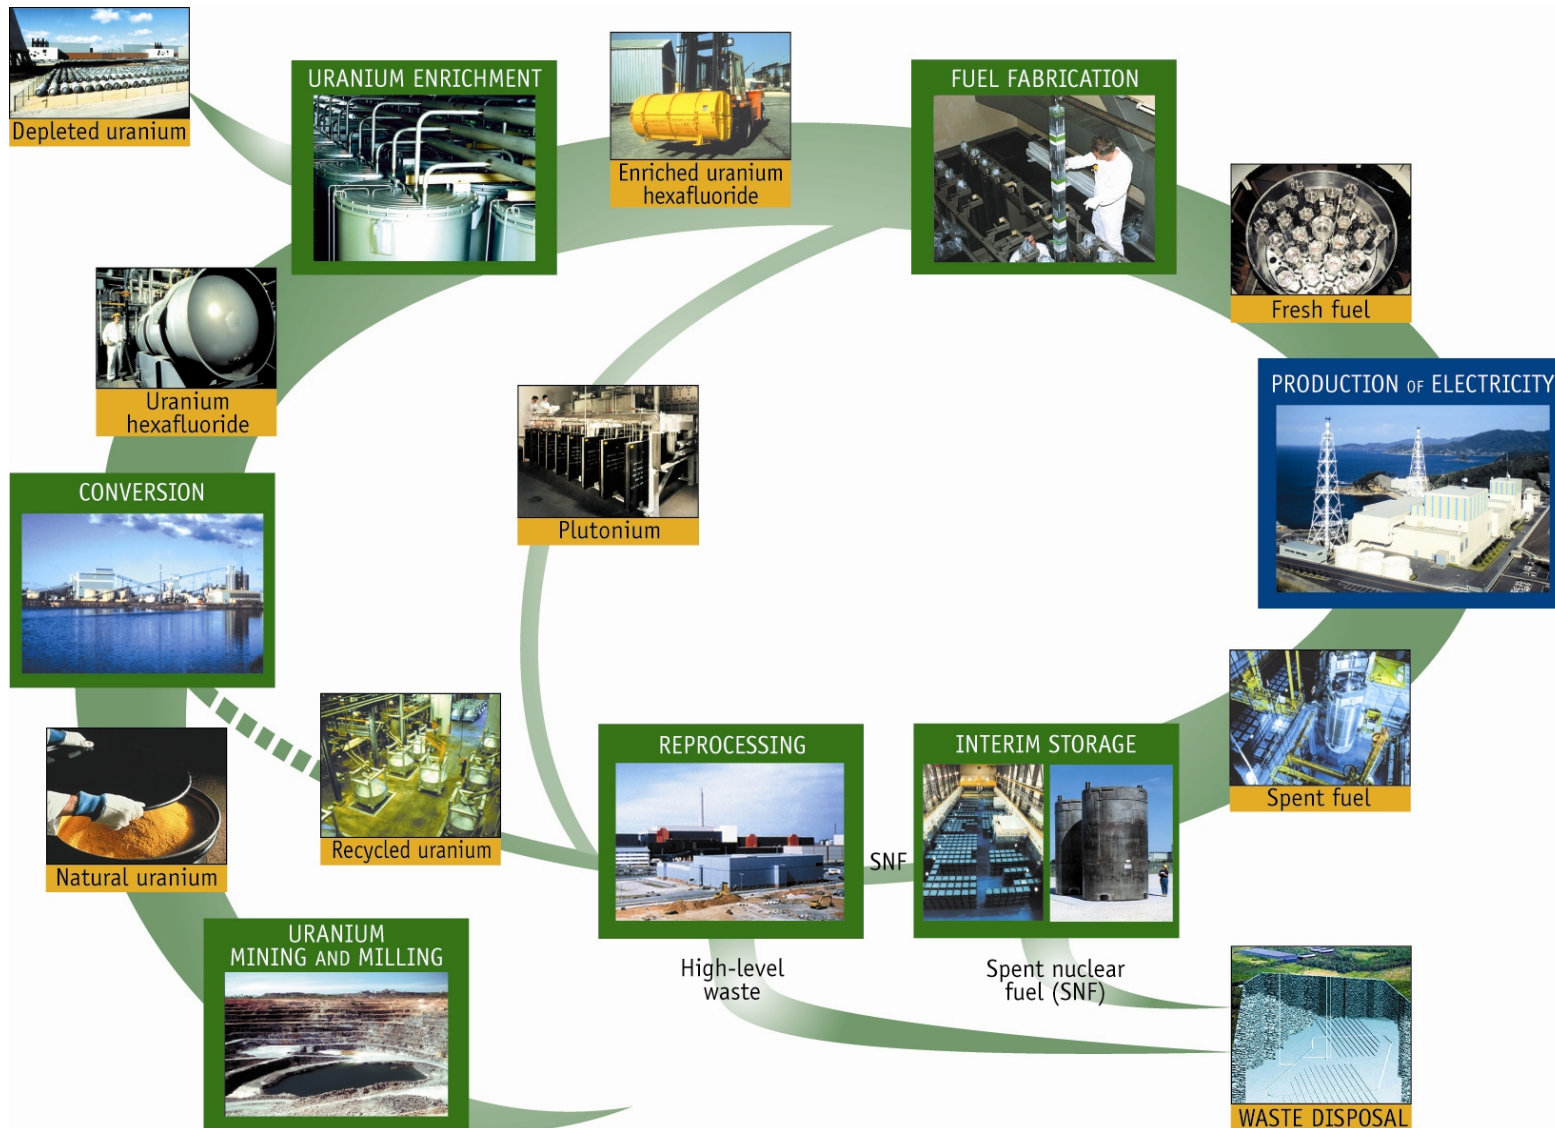 Depleted uranium
URANIUM ENRICHMENT
Enriched uranium
hexafluoride
FUEL FABRICATION
Fresh fuel
Uranium
hexafluoride
PRODUCTION OF ELECTRICITY
CONVERSION
Plutonium
Natural uranium
Recycled uranium
REPROCESSING
SNF
INTERIM STORAGE
Spent fuel
URANIUM
MINING AND MILLING
High-level
waste
Spent nuclear
fuel (SNF)
WASTE DISPOSAL